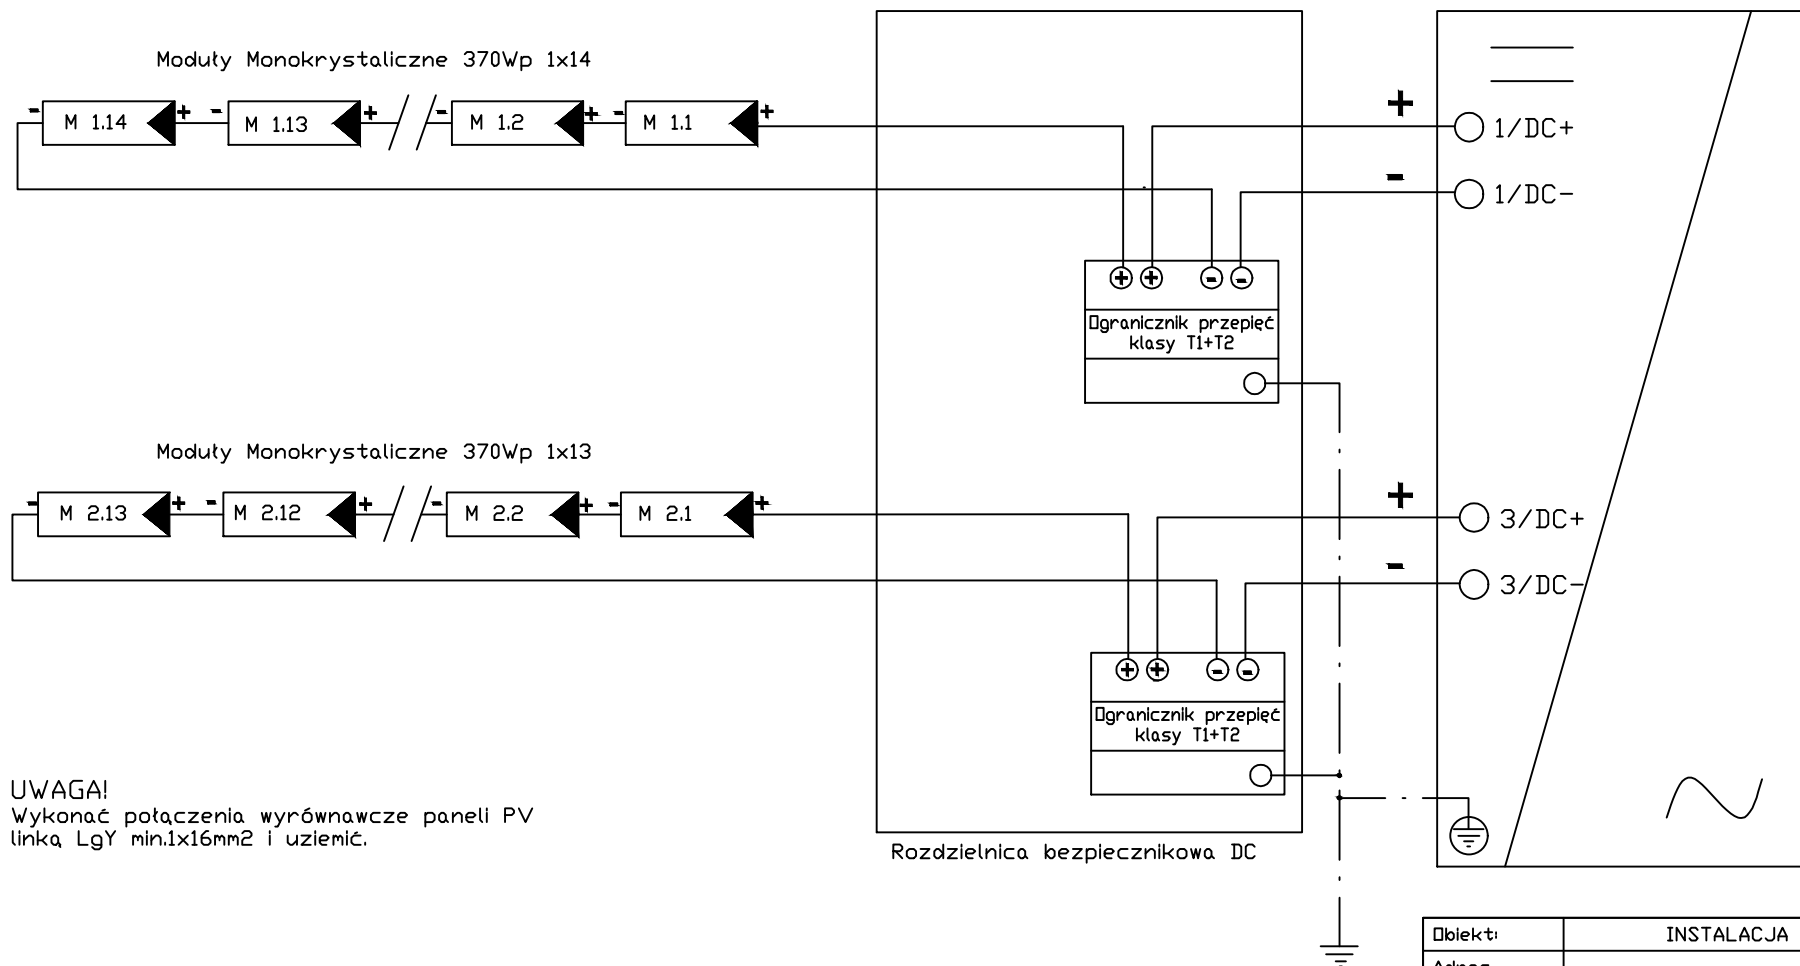 Moduły Monokrystaliczne 370Wp 1x14
- M 1.14 + - M 1.13 + - M 1.2 + - M 1.1 +
+
1/DC+
-
1/DC-
+ + - -
Ogranicznik przepięć
klasy T1+T2
Moduły Monokrystaliczne 370Wp 1x13
- M 2.13 + - M 2.12 + - M 2.2 + - M 2.1 +
+
3/DC+
-
3/DC-
+ + - -
Ogranicznik przepięć
klasy T1+T2
UWAGA!
Wykonać połączenia wyrównawcze paneli PV
linką LgY min.1x16mm2 i uziemić.
Rozdzielnica bezpiecznikowa DC
Obiekt: INSTALACJA